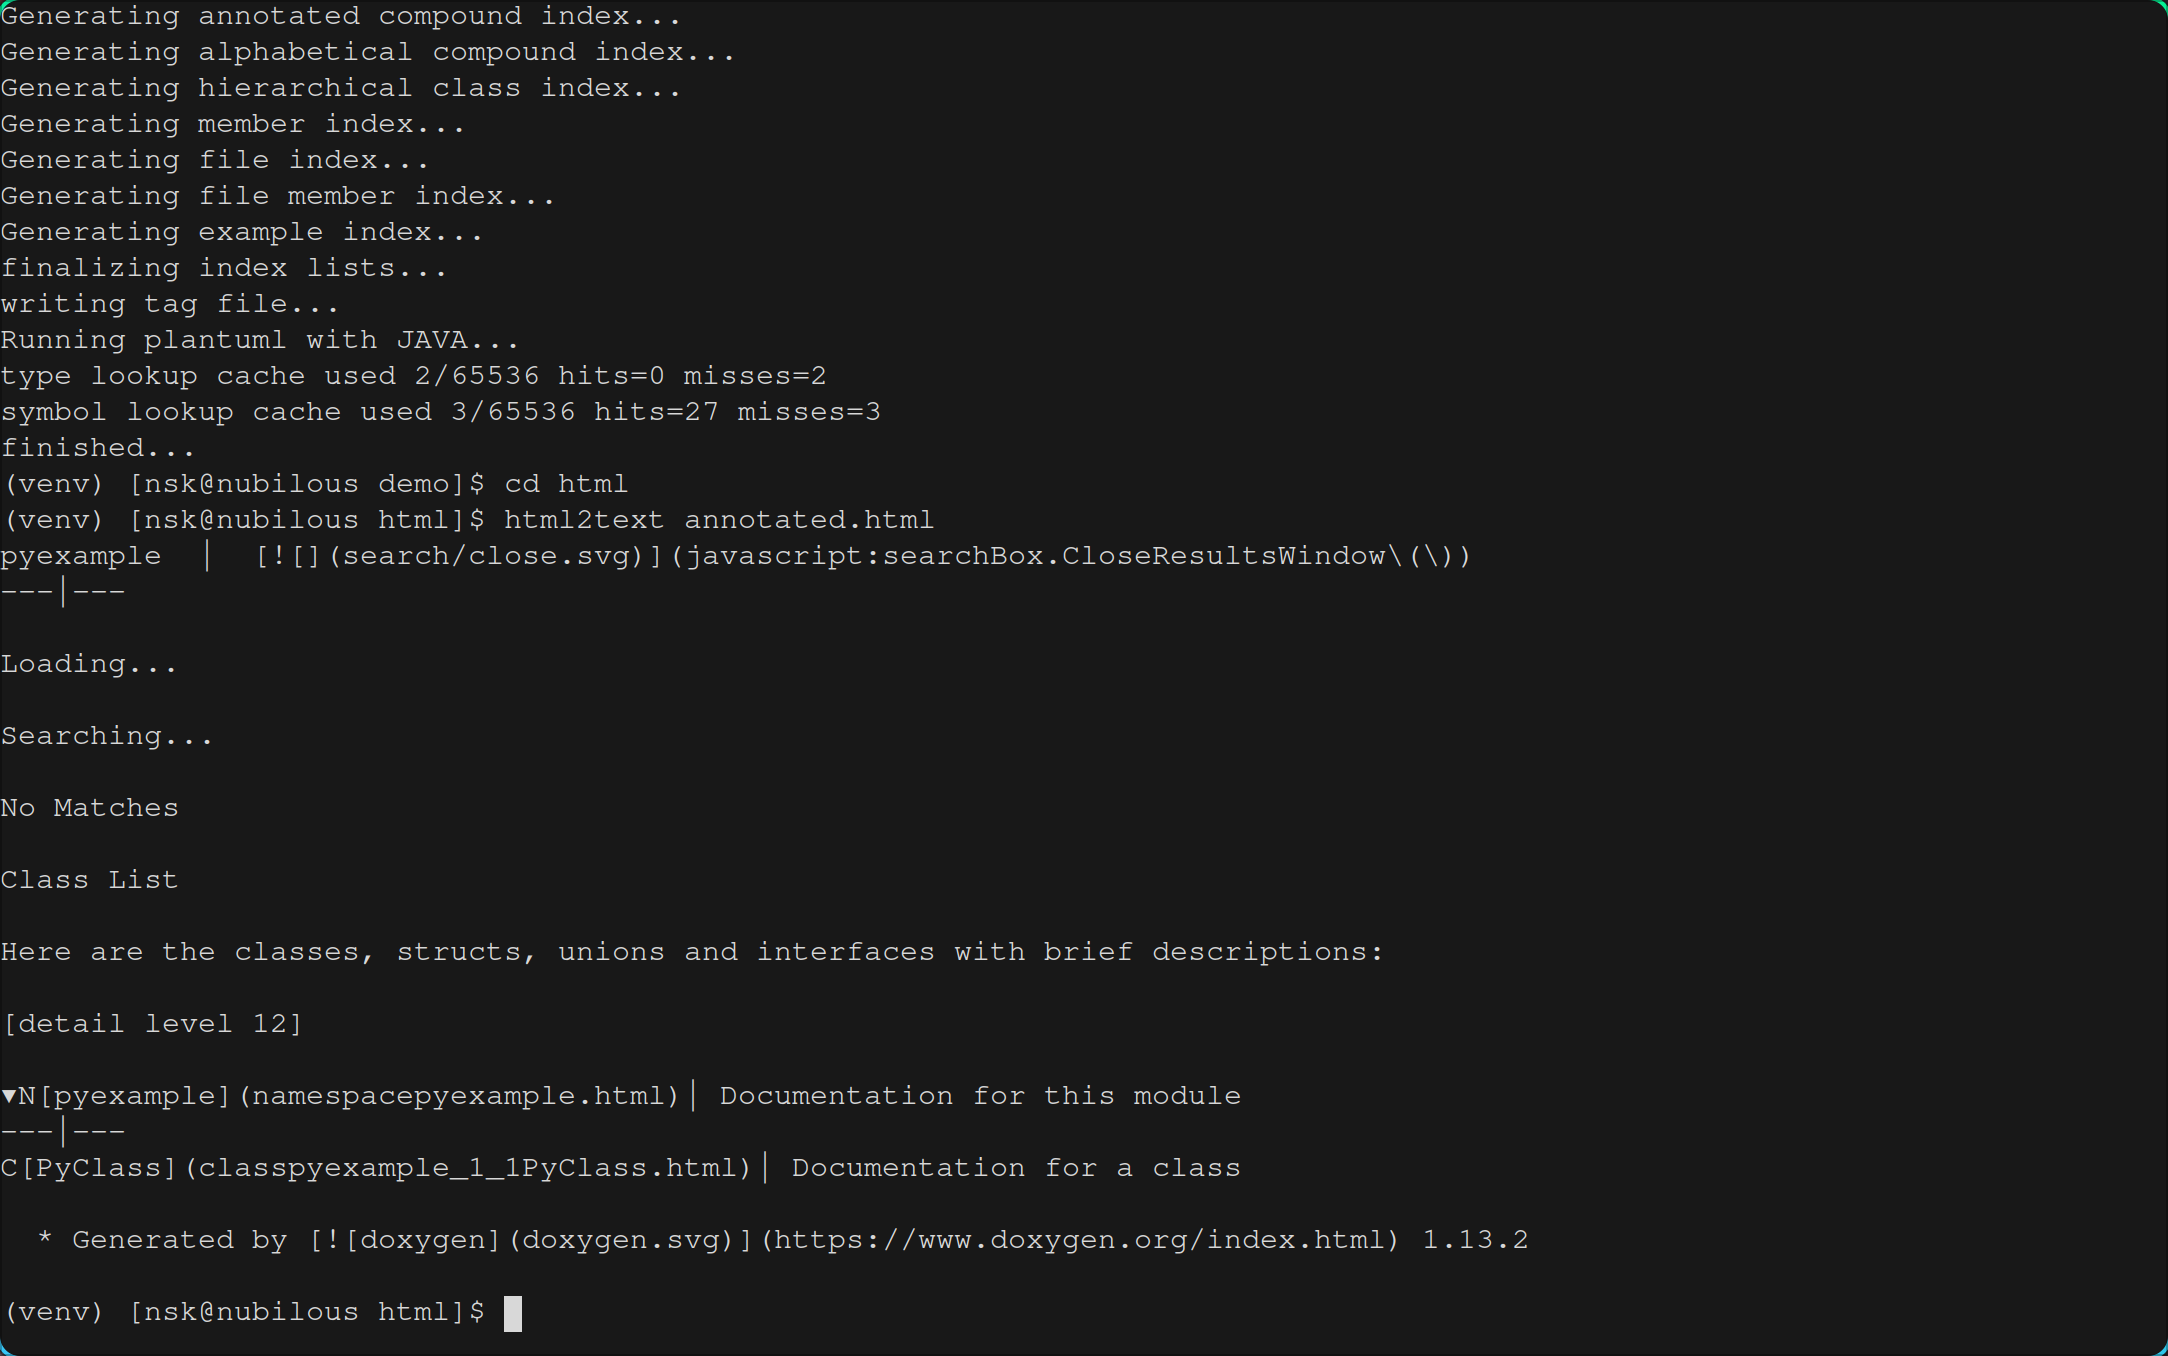 Generating annotated compound index...
Generating alphabetical compound index...
Generating hierarchical class index...
Generating member index...
Generating file index...
Generating file member index...
Generating example index...
finalizing index lists...
writing tag file...
Running plantuml with JAVA...
type lookup cache used 2/65536 hits=0 misses=2
symbol lookup cache used 3/65536 hits=27 misses=3
finished...
(venv) [nsk@nubilous demo]$ cd html
(venv) [nsk@nubilous html]$ html2text annotated.html
pyexample  |  [![](search/close.svg)](javascript:searchBox.CloseResultsWindow\(\))
---|---
Loading...
Searching...
No Matches
Class List
Here are the classes, structs, unions and interfaces with brief descriptions:
[detail level 12]
▼N[pyexample](namespacepyexample.html)| Documentation for this module
---|---
C[PyClass](classpyexample_1_1PyClass.html)| Documentation for a class
  * Generated by [![doxygen](doxygen.svg)](https://www.doxygen.org/index.html) 1.13.2
(venv) [nsk@nubilous html]$